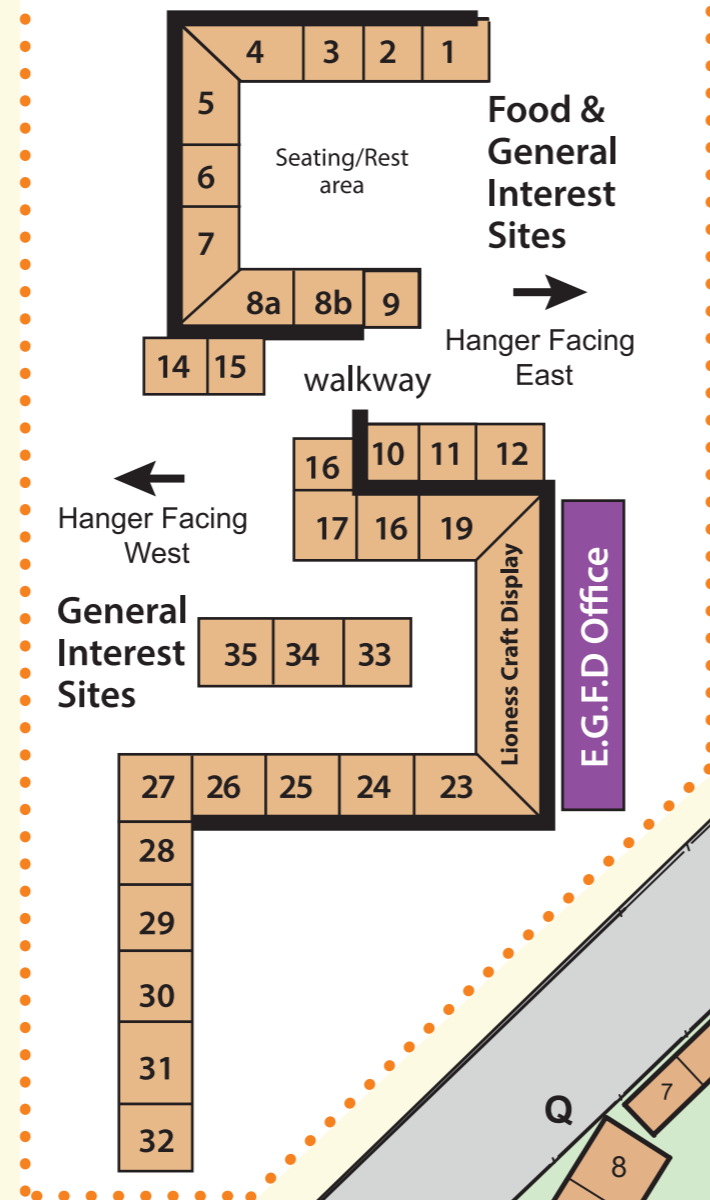 4 3 2 1
5
6
7
Seating/Rest
area
Food &
General
Interest
Sites
8a 8b 9
Hanger Facing
East
14 15
walkway
16 10 11 12
Hanger Facing
West
17 16 19
Lioness Craft Display
E.G.F.D Office
General
Interest
Sites
35 34 33
27 26 25 24 23
28
29
30
31
32
Q
7
8